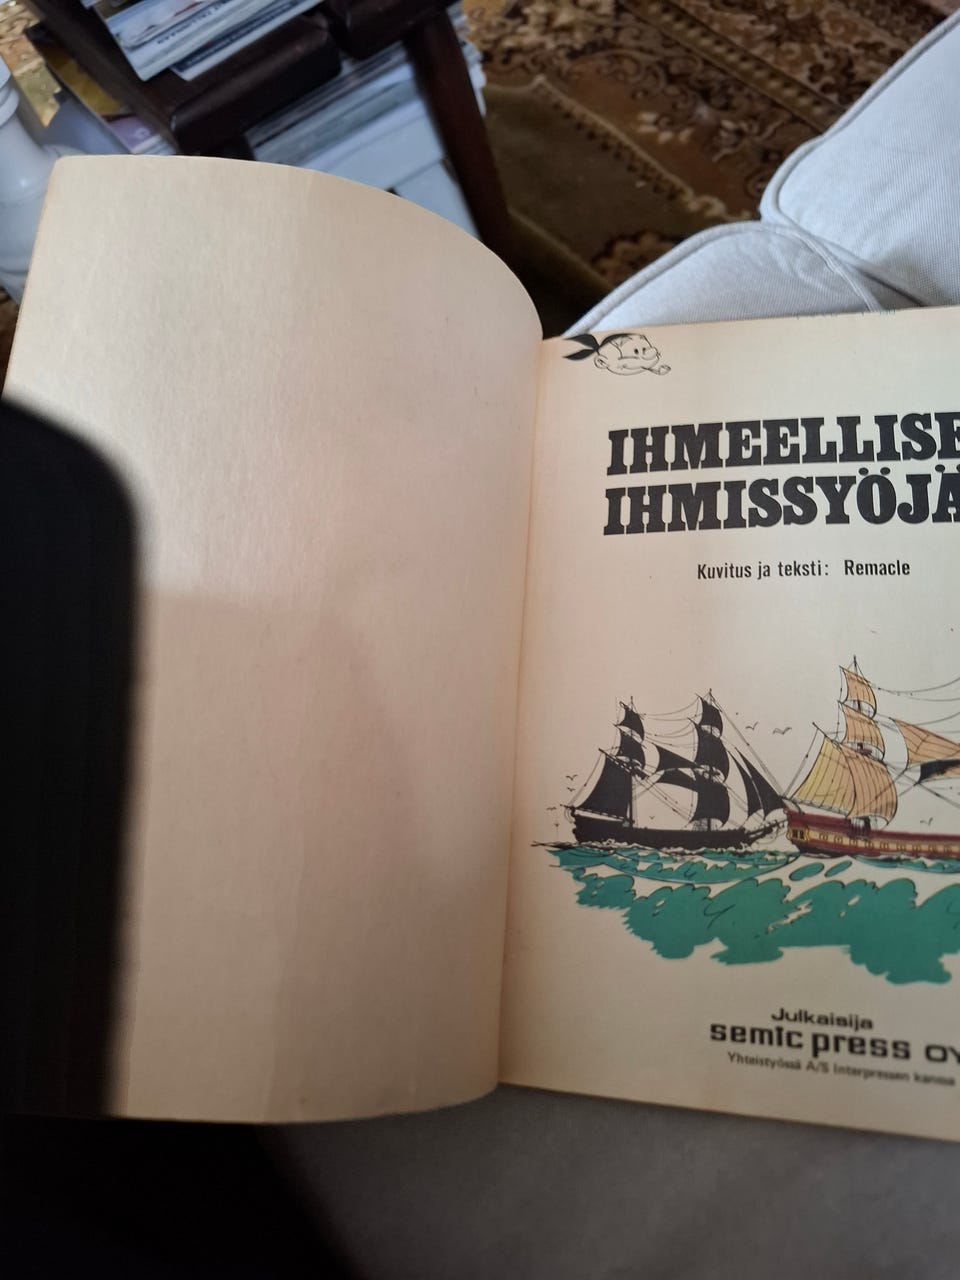 IHMEELLISE
IHMISSYÖJÄ
Kuvitus ja teksti: Remacle
Julkaisija
semic press OY
Yhteistyössä A/S Interpressen kanssa